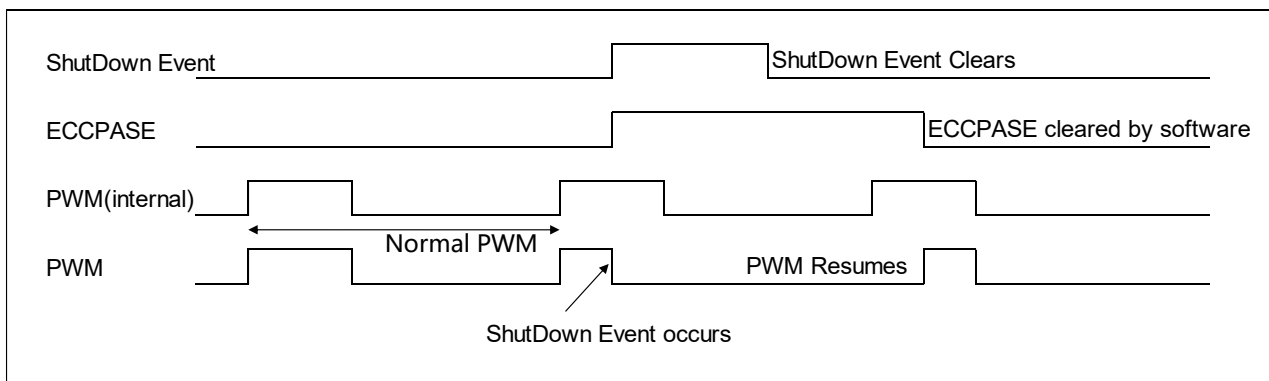 ShutDown Event
ShutDown Event Clears
ECCPASE
ECCPASE cleared by software
PWM(internal)
Normal PWM
PWM
PWM Resumes
ShutDown Event occurs